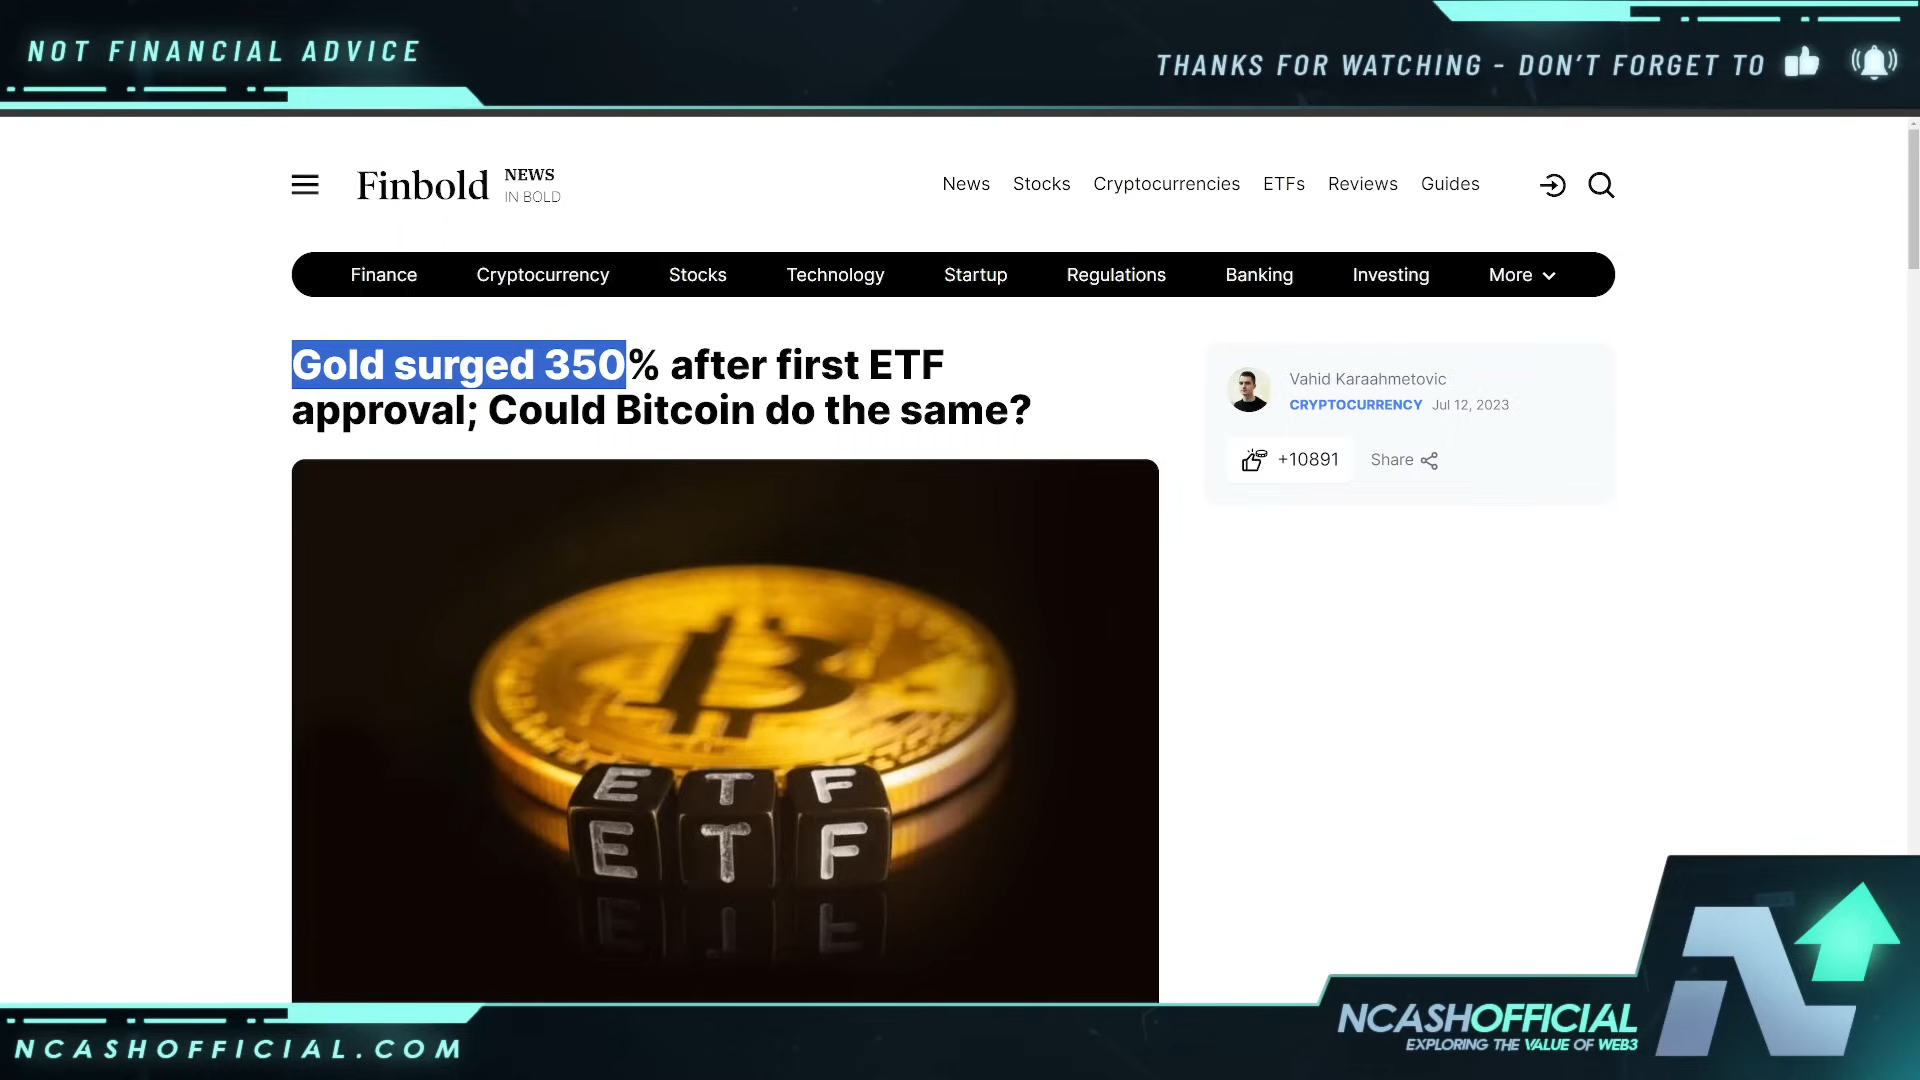 NOT FINANCIAL ADVICE
THANKS FOR WATCHING - DON'T FORGET TO
Finbold NEWS
IN BOLD
News Stocks Cryptocurrencies ETFs Reviews Guides
Finance Cryptocurrency Stocks Technology Startup Regulations Banking Investing More
Gold surged 350% after first ETF
approval; Could Bitcoin do the same?
Vahid Karaahmetovic
CRYPTOCURRENCY Jul 12, 2023
+10891 Share
E T F
E T F
NCASHOFFICIAL
EXPLORING THE VALUE OF WEB3
NCASHOFFICIAL.COM